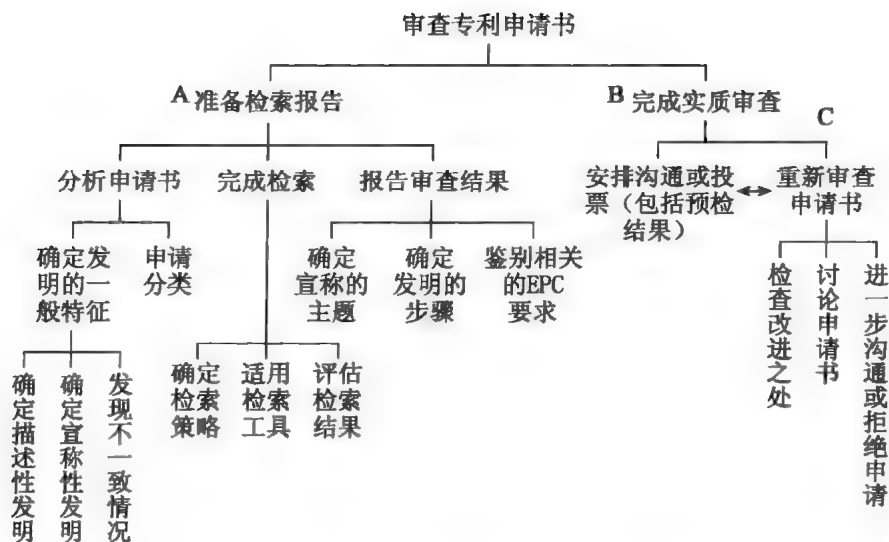 审查专利申请书
A 准备检索报告
B 完成实质审查
C
分析申请书
完成检索
报告审查结果
安排沟通或投
票（包括预检
结果）
重新审查
申请书
确定发
明的一
般特征
申请
分类
确定
宣称的
主题
确定
发明的
步骤
鉴别相关
的EPC
要求
检查改进之处
讨论申请书
进一步沟通或拒绝申请
确定描述性发明
确定宣称性发明
发现不一致情况
确定
检索
策略
适用
检索
工具
评估
检索
结果